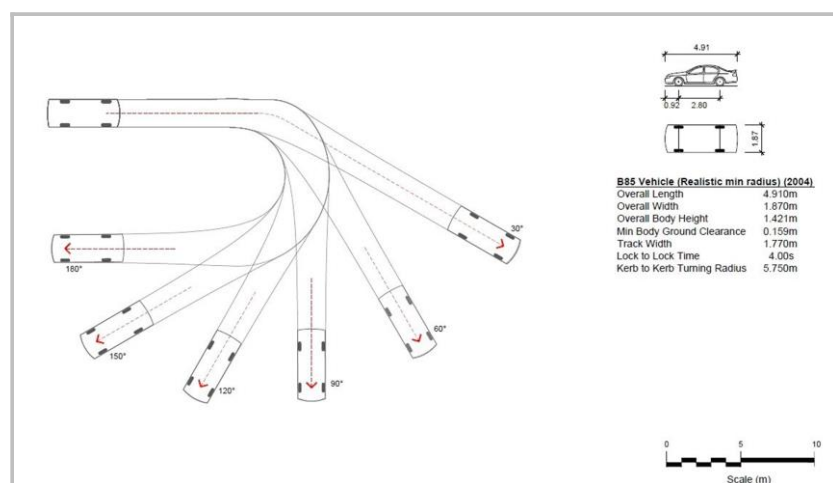 4.91
0.92 2.80
1.87
B85 Vehicle (Realistic min radius) (2004)
Overall Length 4.910m
Overall Width 1.870m
Overall Body Height 1.421m
Min Body Ground Clearance 0.159m
Track Width 1.770m
Lock to Lock Time 4.00s
Kerb to Kerb Turning Radius 5.750m
30°
180°
60°
150°
90°
120°
0 5 10
Scale (m)